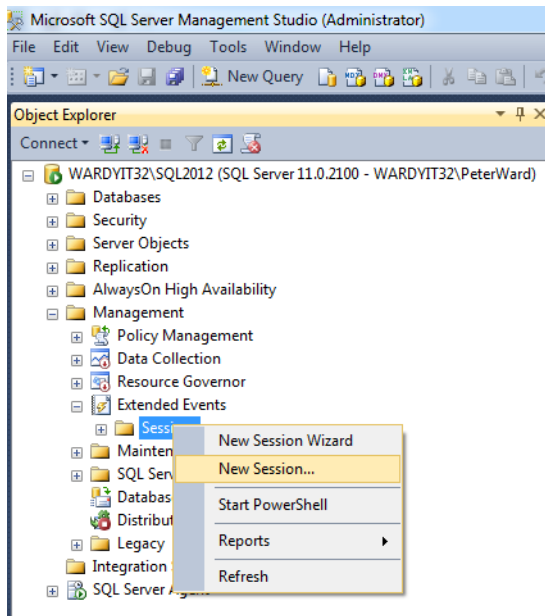 Microsoft SQL Server Management Studio (Administrator)
File Edit View Debug Tools Window Help
New Query
Object Explorer
Connect
WARDYIT32\SQL2012 (SQL Server 11.0.2100 - WARDYIT32\PeterWard)
Databases
Security
Server Objects
Replication
AlwaysOn High Availability
Management
Policy Management
Data Collection
Resource Governor
Extended Events
New Session Wizard
New Session...
SQL
Start PowerShell
Legacy
Reports
Integration
Refresh
SQL Server